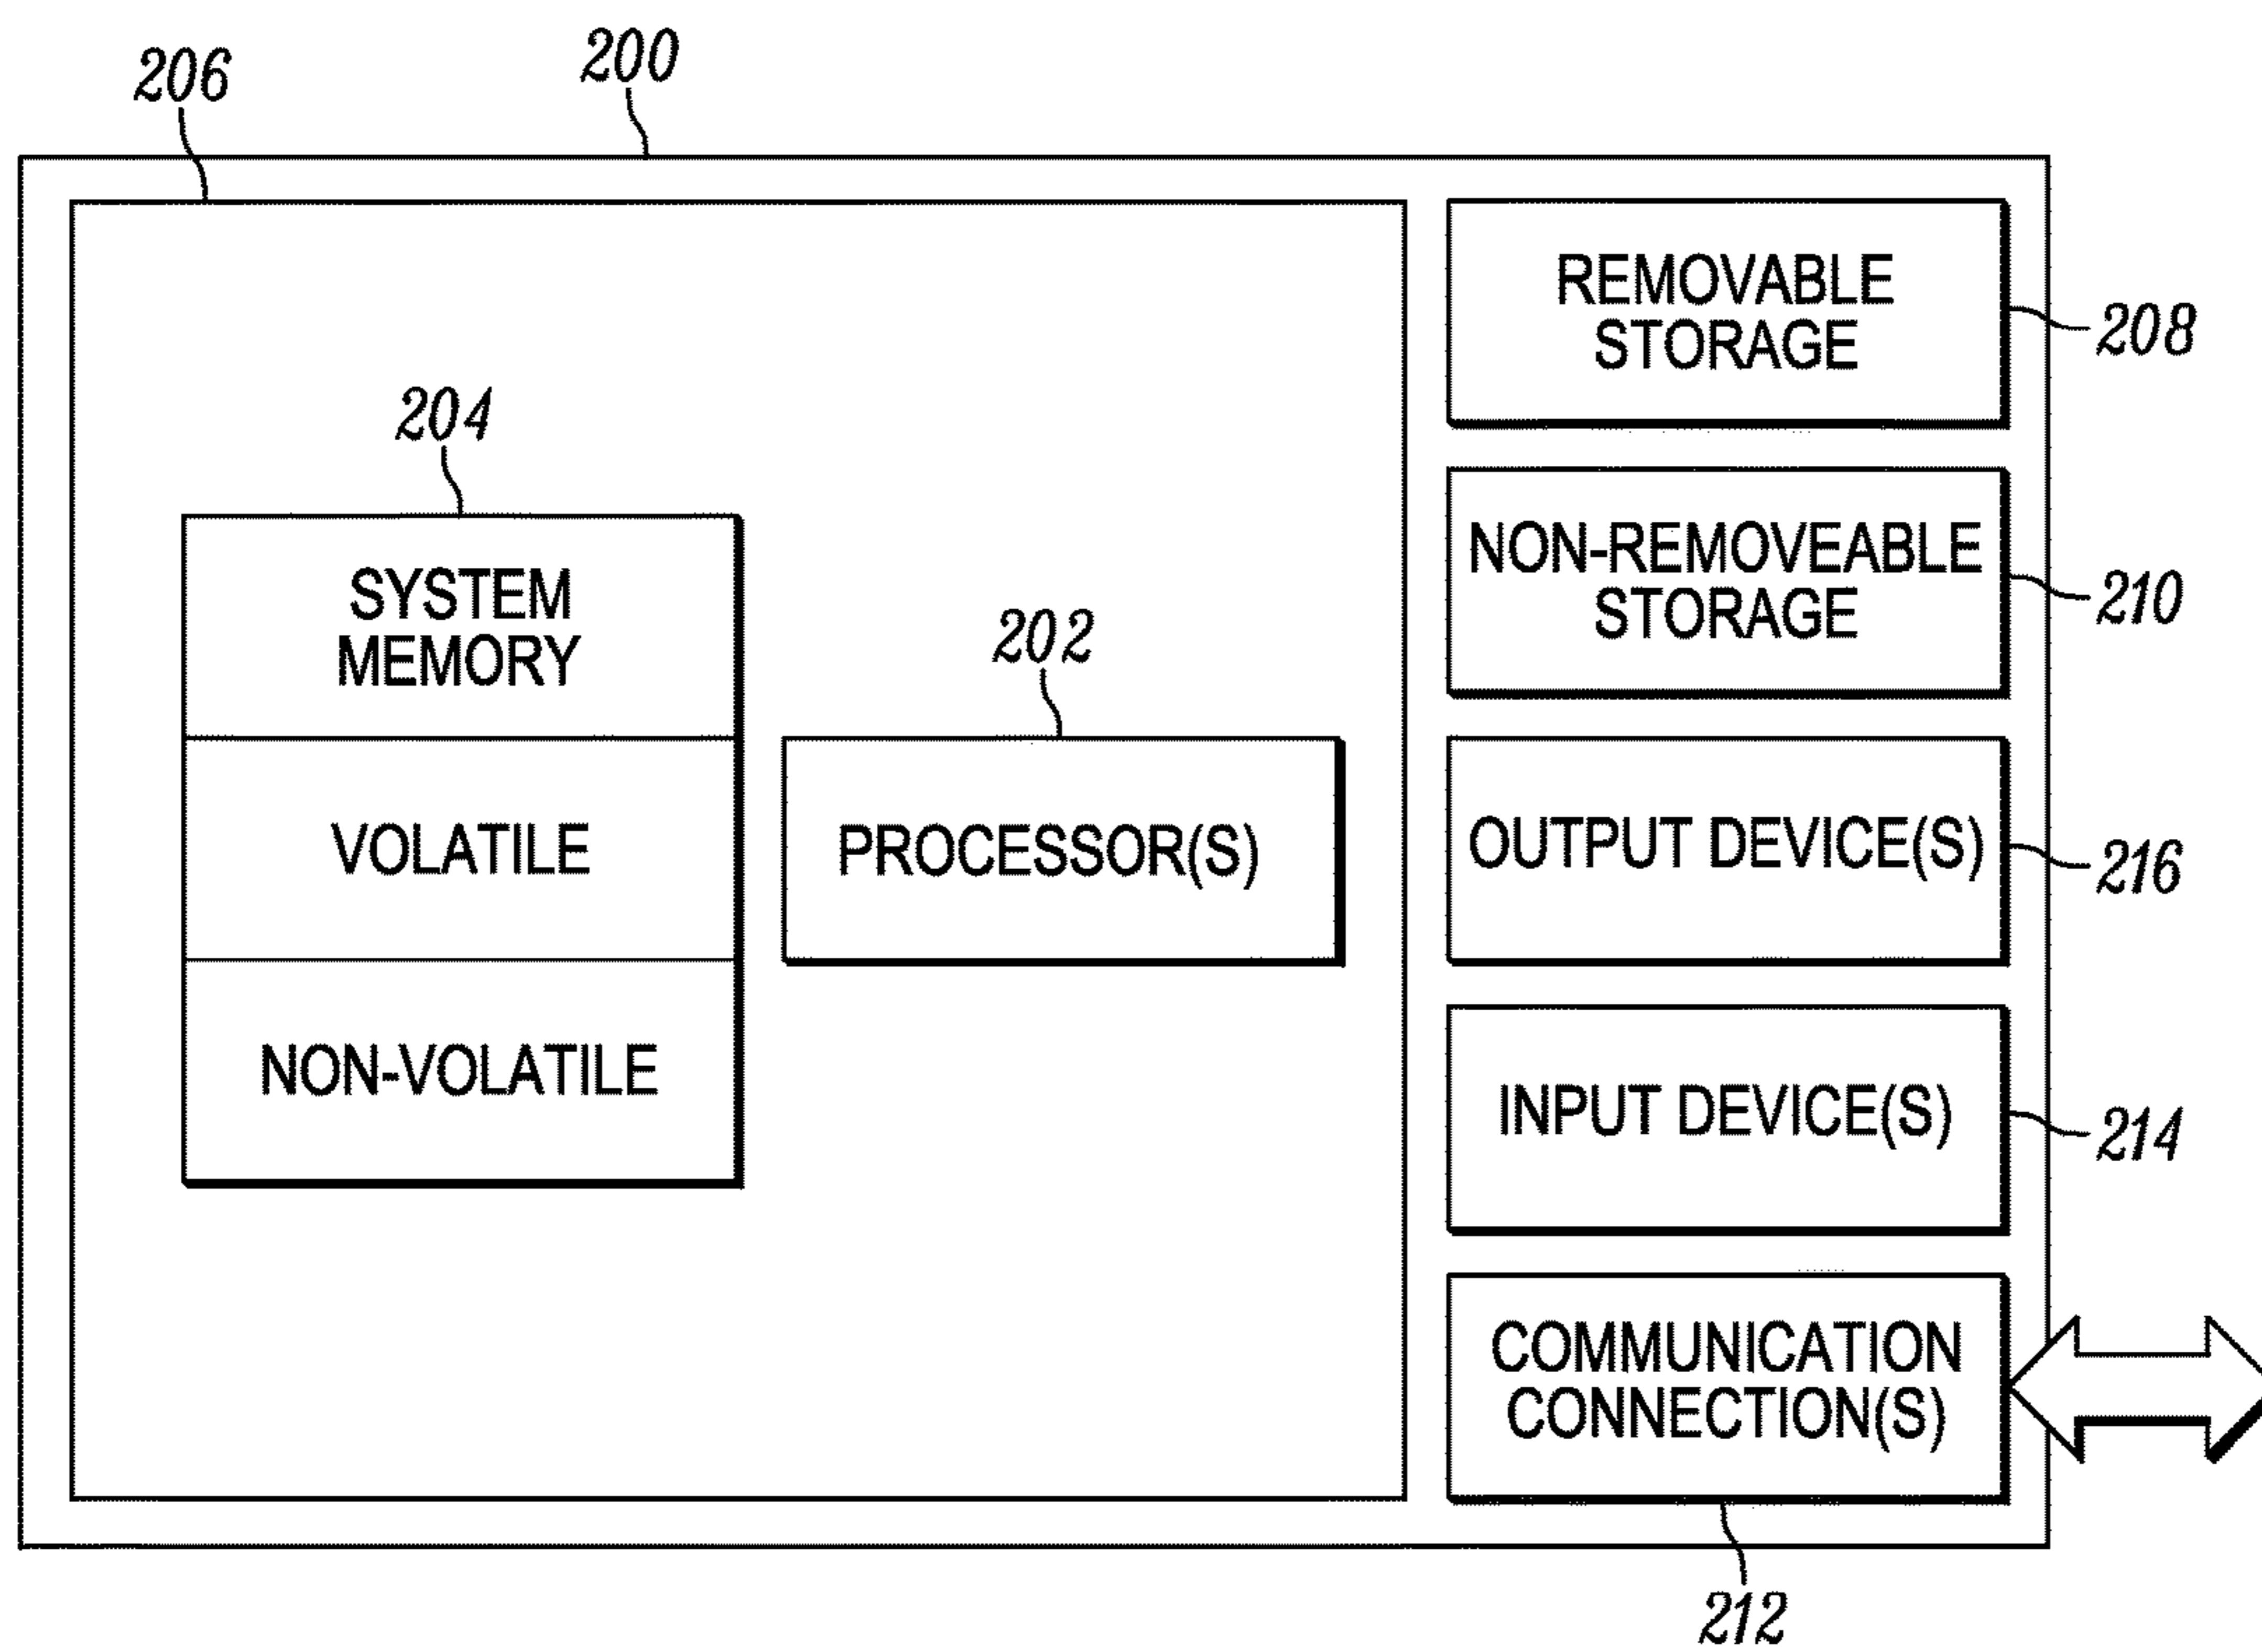 206
200
204
SYSTEM
MEMORY
VOLATILE
NON-VOLATILE
202
PROCESSOR(S)
REMOVABLE
STORAGE
208
NON-REMOVEABLE
STORAGE
210
OUTPUT DEVICE(S)
216
INPUT DEVICE(S)
214
COMMUNICATION
CONNECTION(S)
212